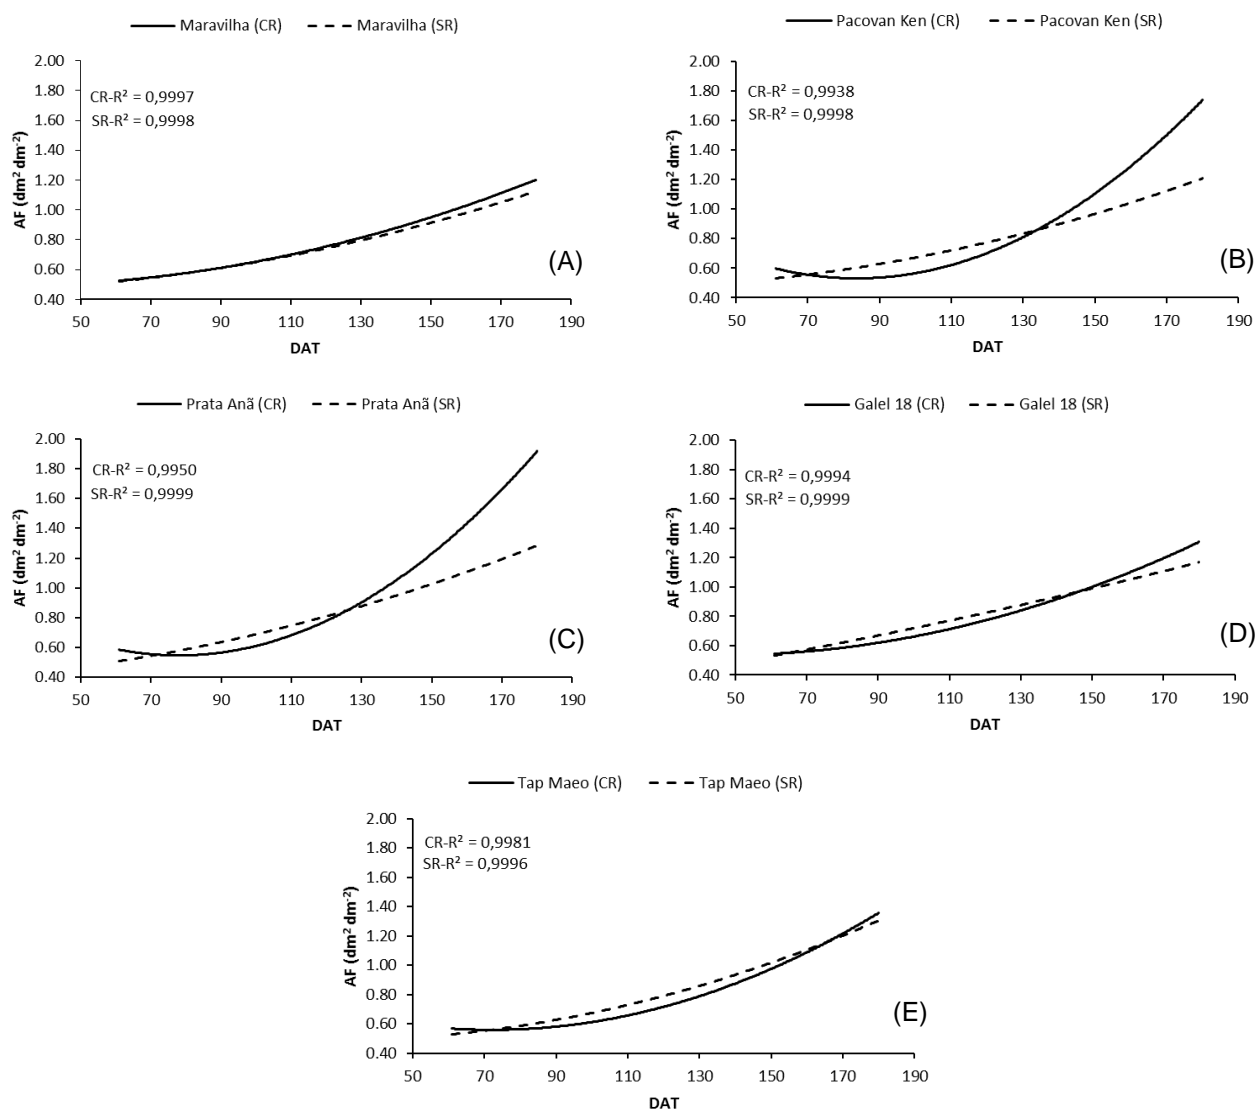 Maravilha (CR) Maravilha (SR)
2.00
1.80
1.60
1.40
1.20
1.00
0.80
0.60
0.40
AF (dm² dm⁻²)
CR-R² = 0,9997
SR-R² = 0,9998
(A)
50 70 90 110 130 150 170 190
DAT
Pacovan Ken (CR) Pacovan Ken (SR)
2.00
1.80
1.60
1.40
1.20
1.00
0.80
0.60
0.40
AF (dm² dm⁻²)
CR-R² = 0,9938
SR-R² = 0,9998
(B)
50 70 90 110 130 150 170 190
DAT
Prata Anã (CR) Prata Anã (SR)
2.00
1.80
1.60
1.40
1.20
1.00
0.80
0.60
0.40
AF (dm² dm⁻²)
CR-R² = 0,9950
SR-R² = 0,9999
(C)
50 70 90 110 130 150 170 190
DAT
Galel 18 (CR) Galel 18 (SR)
2.00
1.80
1.60
1.40
1.20
1.00
0.80
0.60
0.40
AF (dm² dm⁻²)
CR-R² = 0,9994
SR-R² = 0,9999
(D)
50 70 90 110 130 150 170 190
DAT
Tap Maeo (CR) Tap Maeo (SR)
2.00
1.80
1.60
1.40
1.20
1.00
0.80
0.60
0.40
AF (dm² dm⁻²)
CR-R² = 0,9981
SR-R² = 0,9996
(E)
50 70 90 110 130 150 170 190
DAT